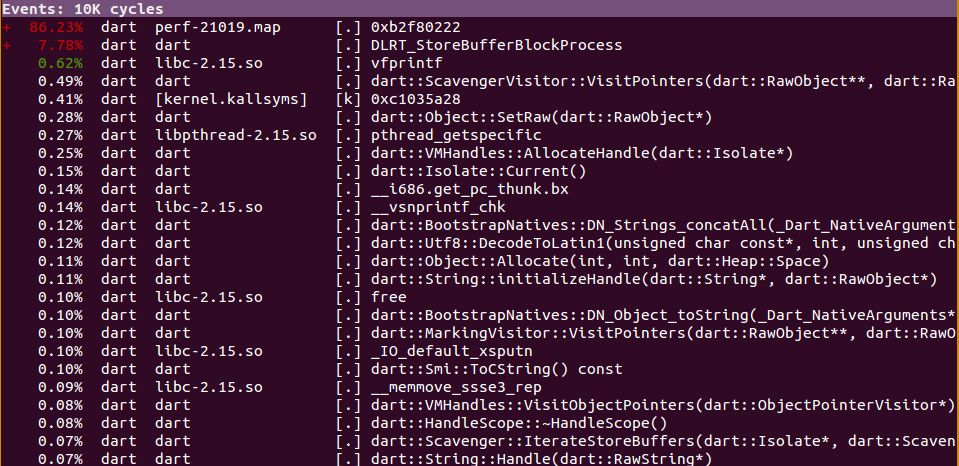 Events: 10K cycles
+ 86.23% dart perf-21019.map [.] 0xb2f80222
+ 7.78% dart dart [.] DLRT_StoreBufferBlockProcess
0.62% dart libc-2.15.so [.] vfprintf
0.49% dart dart [.] dart::ScavengerVisitor::VisitPointers(dart::RawObject**, dart::Ra
0.41% dart [kernel.kallsyms] [k] 0xc1035a28
0.28% dart dart [.] dart::Object::SetRaw(dart::RawObject*)
0.27% dart libpthread-2.15.so [.] pthread_getspecific
0.25% dart dart [.] dart::VMHandles::AllocateHandle(dart::Isolate*)
0.15% dart dart [.] dart::Isolate::Current()
0.14% dart dart [.] __i686.get_pc_thunk.bx
0.14% dart libc-2.15.so [.] __vsnprintf_chk
0.12% dart dart [.] dart::BootstrapNatives::DN_Strings_concatAll(_Dart_NativeArgument
0.12% dart dart [.] dart::Utf8::DecodeToLatin1(unsigned char const*, int, unsigned ch
0.11% dart dart [.] dart::Object::Allocate(int, int, dart::Heap::Space)
0.11% dart dart [.] dart::String::initializeHandle(dart::String*, dart::RawObject*)
0.10% dart libc-2.15.so [.] free
0.10% dart dart [.] dart::BootstrapNatives::DN_Object_toString(_Dart_NativeArguments*
0.10% dart dart [.] dart::MarkingVisitor::VisitPointers(dart::RawObject**, dart::RawO
0.10% dart libc-2.15.so [.] _IO_default_xsputn
0.10% dart dart [.] dart::Smi::ToCString() const
0.09% dart libc-2.15.so [.] __memmove_ssse3_rep
0.08% dart dart [.] dart::VMHandles::VisitObjectPointers(dart::ObjectPointerVisitor*)
0.08% dart dart [.] dart::HandleScope::~HandleScope()
0.07% dart dart [.] dart::Scavenger::IterateStoreBuffers(dart::Isolate*, dart::Scaven
0.07% dart dart [.] dart::String::Handle(dart::RawString*)